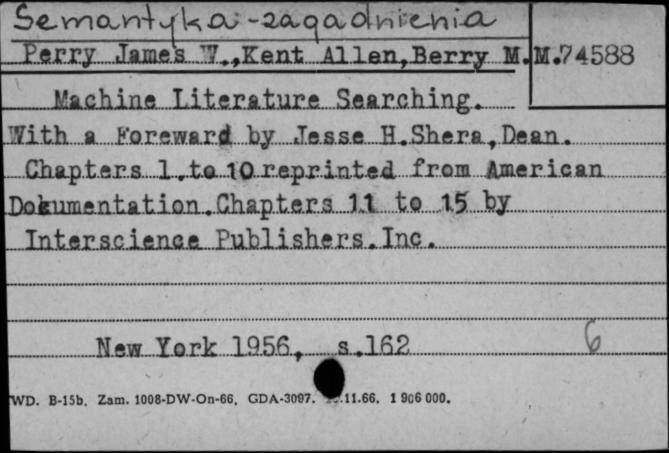 Semantyka - zagadnienia
Perry James W.,Kent Allen,Berry M.M.74588
Machine Literature Searching.
With a Foreward by Jesse H.Shera,Dean.
Chapters 1.to 10 reprinted from American
Dokumentation.Chapters 11 to 15 by
Interscience Publishers.Inc.
New York 1956, s.162 6
WD. B-15b. Zam. 1008-DW-On-66. GDA-3097. .11.66. 1 906 000.